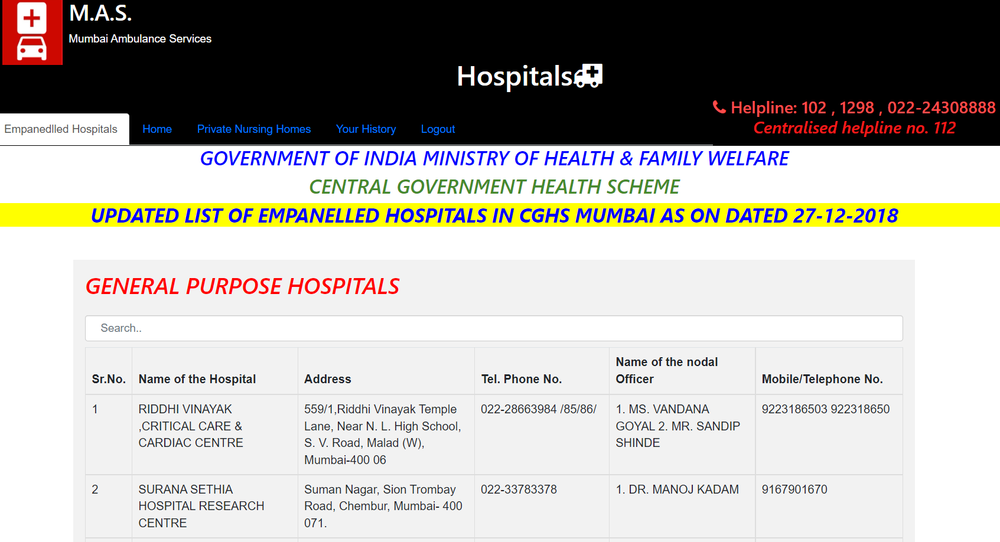 M.A.S.
Mumbai Ambulance Services
Hospitals
Helpline: 102 , 1298 , 022-24308888
Centralised helpline no. 112
Empanedlled Hospitals Home Private Nursing Homes Your History Logout
GOVERNMENT OF INDIA MINISTRY OF HEALTH & FAMILY WELFARE
CENTRAL GOVERNMENT HEALTH SCHEME
UPDATED LIST OF EMPANELLED HOSPITALS IN CGHS MUMBAI AS ON DATED 27-12-2018
GENERAL PURPOSE HOSPITALS
Search..
Sr.No.
Name of the Hospital
Address
Tel. Phone No.
Name of the nodal
Officer
Mobile/Telephone No.
1
RIDDHI VINAYAK
,CRITICAL CARE &
CARDIAC CENTRE
559/1,Riddhi Vinayak Temple
Lane, Near N. L. High School,
S. V. Road, Malad (W),
Mumbai-400 06
022-28663984 /85/86/
1. MS. VANDANA
GOYAL 2. MR. SANDIP
SHINDE
9223186503 922318650
2
SURANA SETHIA
HOSPITAL RESEARCH
CENTRE
Suman Nagar, Sion Trombay
Road, Chembur, Mumbai- 400
071.
022-33783378
1. DR. MANOJ KADAM
9167901670